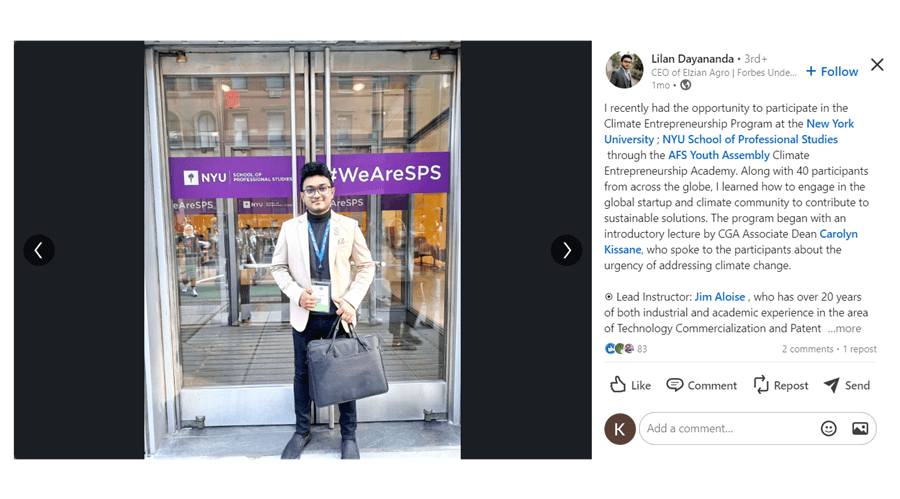 NYU SCHOOL OF
PROFESSIONAL STUDIES
#WeAreSPS
eAreSPS
NYU
#WeAreSPS
Lilan Dayananda • 3rd+
CEO of Elzian Agro | Forbes Unde...
1mo •
+ Follow
I recently had the opportunity to participate in the
Climate Entrepreneurship Program at the New York
University ; NYU School of Professional Studies
through the AFS Youth Assembly Climate
Entrepreneurship Academy. Along with 40 participants
from across the globe, I learned how to engage in the
global startup and climate community to contribute to
sustainable solutions. The program began with an
introductory lecture by CGA Associate Dean Carolyn
Kissane, who spoke to the participants about the
urgency of addressing climate change.
Lead Instructor: Jim Aloise , who has over 20 years
of both industrial and academic experience in the area
of Technology Commercialization and Patent ...more
83
2 comments • 1 repost
Like
Comment
Repost
Send
K
Add a comment...